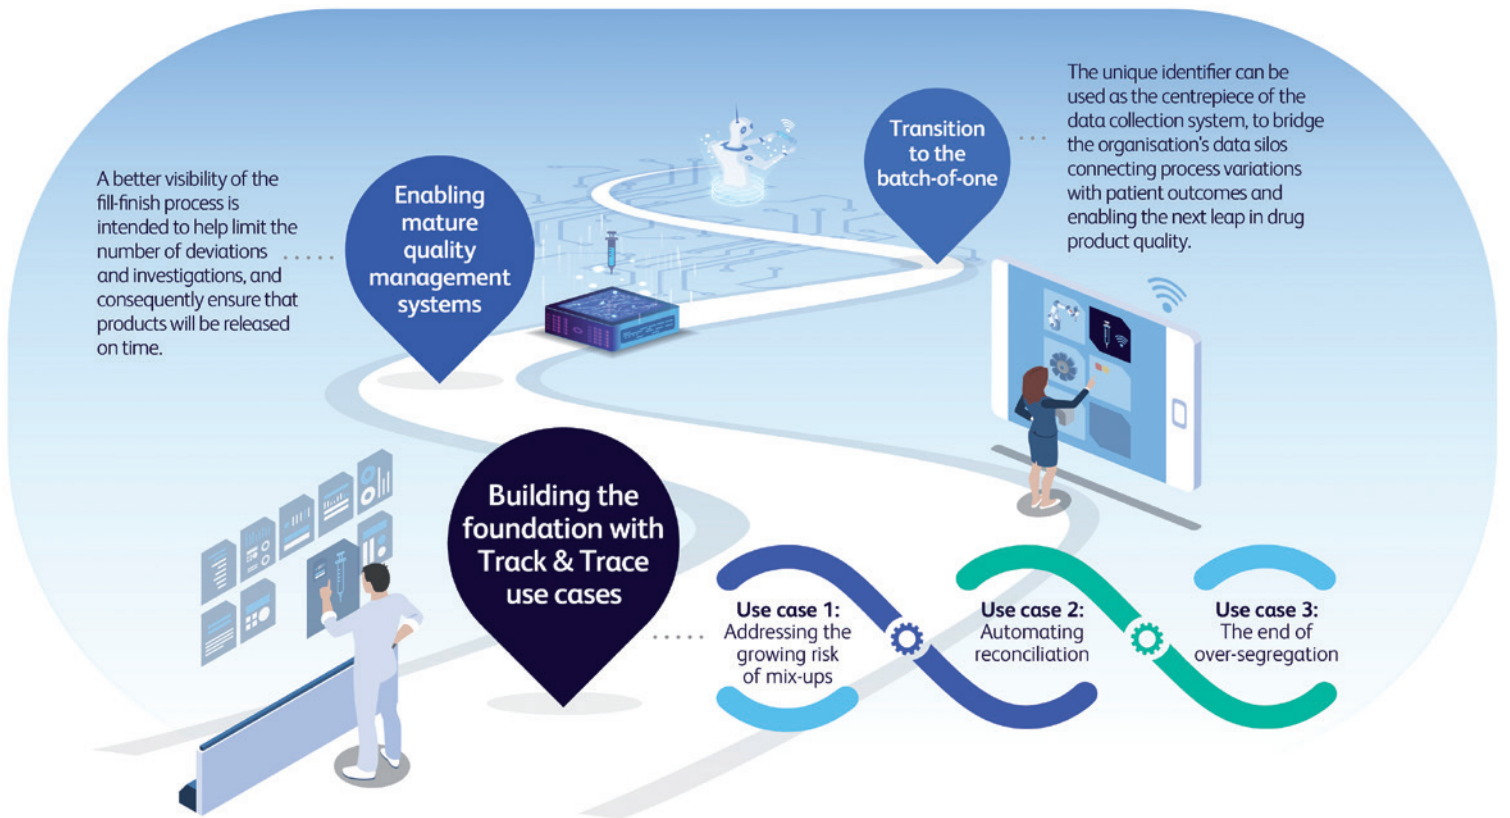 The unique identifier can be
used as the centrepiece of the
data collection system, to bridge
the organisation's data silos
connecting process variations
with patient outcomes and
enabling the next leap in drug
product quality.
Transition
to the
batch-of-one
A better visibility of the
fill-finish process is
intended to help limit the
number of deviations
and investigations, and
consequently ensure that
products will be released
on time.
Enabling
mature
quality
management
systems
Building the
foundation with
Track & Trace
use cases
Use case 1:
Addressing the
growing risk
of mix-ups
Use case 2:
Automating
reconciliation
Use case 3:
The end of
over-segregation